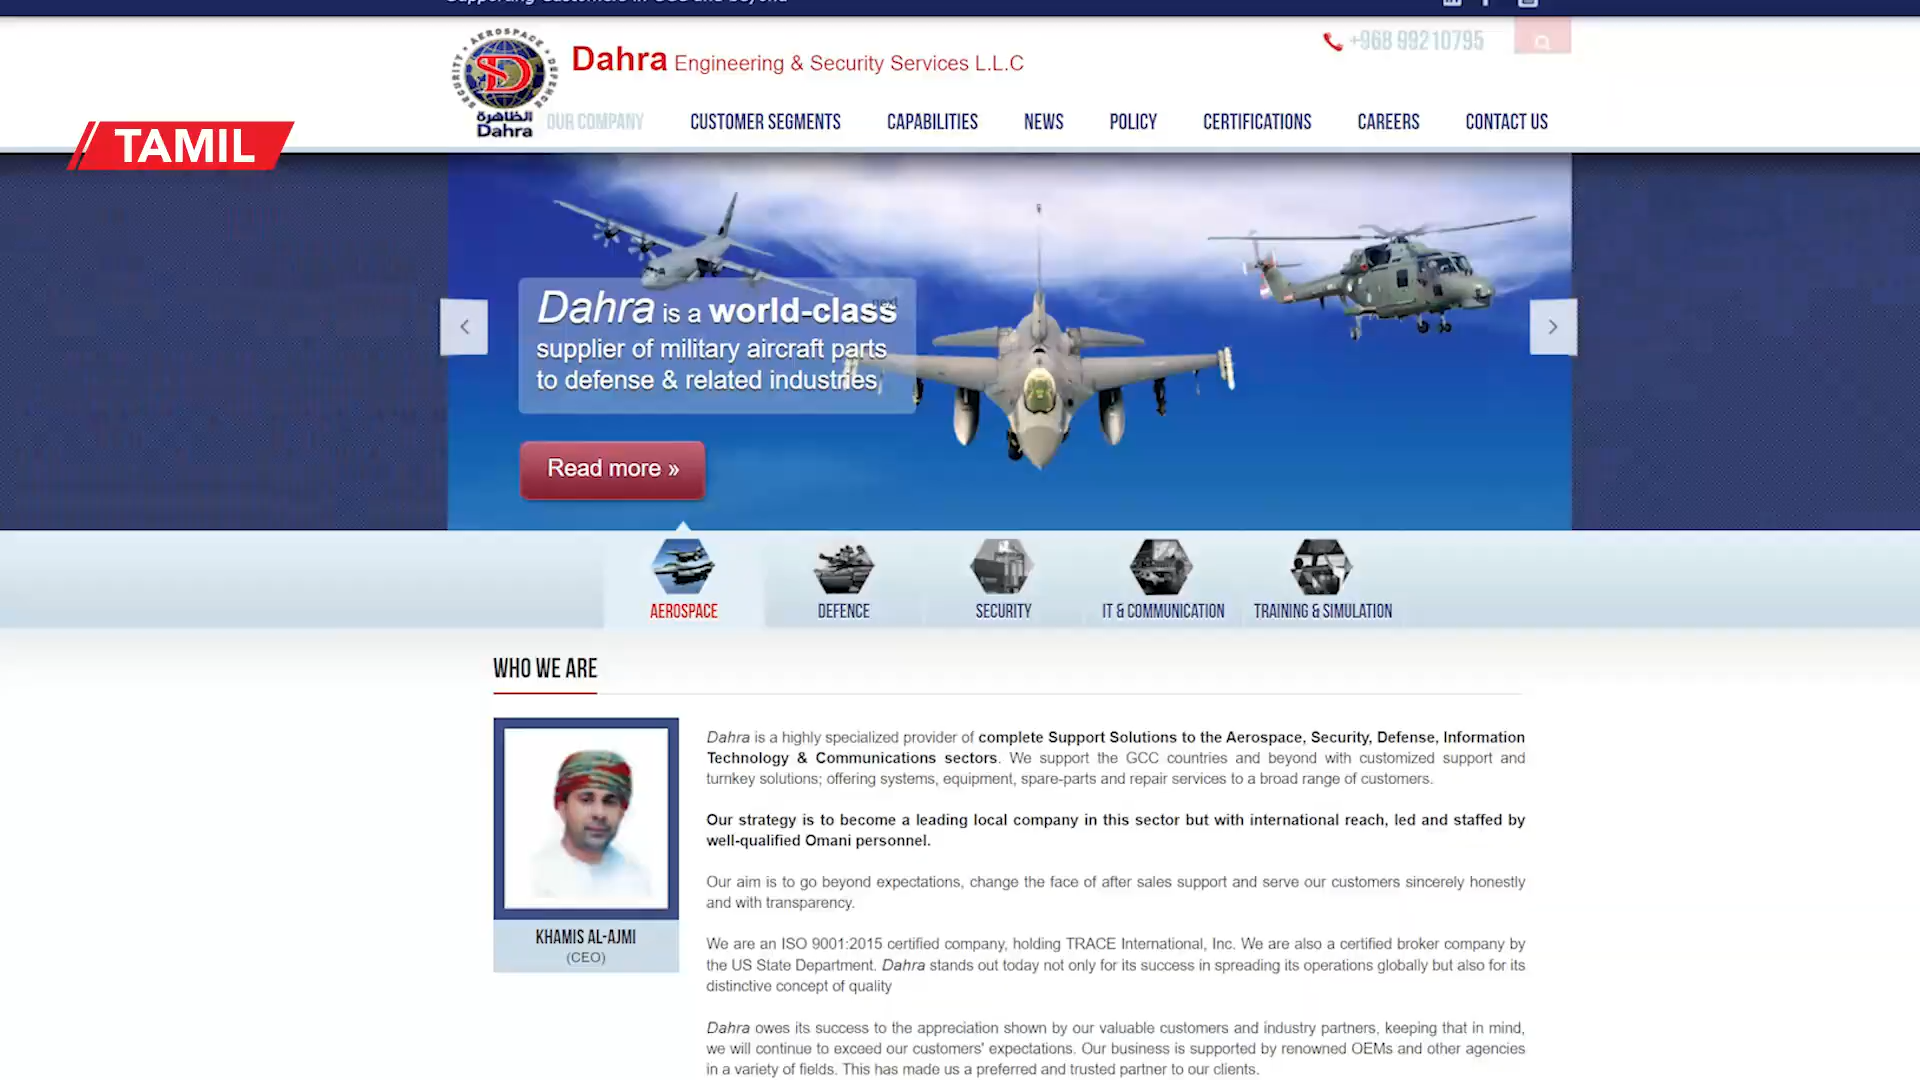 Supporting Customers in GCC and beyond
SECURITY • AEROSPACE • DEFENCE
الظاهرة
Dahra
Dahra Engineering & Security Services L.L.C
+968 99210795
OUR COMPANY
CUSTOMER SEGMENTS
CAPABILITIES
NEWS
POLICY
CERTIFICATIONS
CAREERS
CONTACT US
TAMIL
Dahra is a world-class
next
supplier of military aircraft parts
to defense & related industries
Read more »
AEROSPACE
DEFENCE
SECURITY
IT & COMMUNICATION
TRAINING & SIMULATION
WHO WE ARE
Dahra is a highly specialized provider of complete Support Solutions to the Aerospace, Security, Defense, Information
Technology & Communications sectors. We support the GCC countries and beyond with customized support and
turnkey solutions; offering systems, equipment, spare-parts and repair services to a broad range of customers.
Our strategy is to become a leading local company in this sector but with international reach, led and staffed by
well-qualified Omani personnel.
Our aim is to go beyond expectations, change the face of after sales support and serve our customers sincerely honestly
and with transparency.
KHAMIS AL-AJMI
(CEO)
We are an ISO 9001:2015 certified company, holding TRACE International, Inc. We are also a certified broker company by
the US State Department. Dahra stands out today not only for its success in spreading its operations globally but also for its
distinctive concept of quality
Dahra owes its success to the appreciation shown by our valuable customers and industry partners, keeping that in mind,
we will continue to exceed our customers' expectations. Our business is supported by renowned OEMs and other agencies
in a variety of fields. This has made us a preferred and trusted partner to our clients.